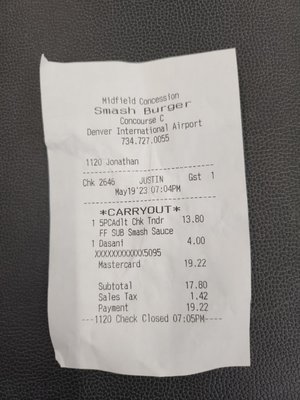 Midfield Concession
Smash Burger
Concourse C
Denver International Airport
734.727.0055
1120 Jonathan
Chk 2646 JUSTIN Gst 1
May19'23 07:04PM
*CARRYOUT*
1 5PCAdlt Chk Tndr 13.80
FF SUB Smash Sauce
1 Dasani 4.00
XXXXXXXXXXXX5095
Mastercard 19.22
Subtotal 17.80
Sales Tax 1.42
Payment 19.22
---1120 Check Closed 07:05PM----